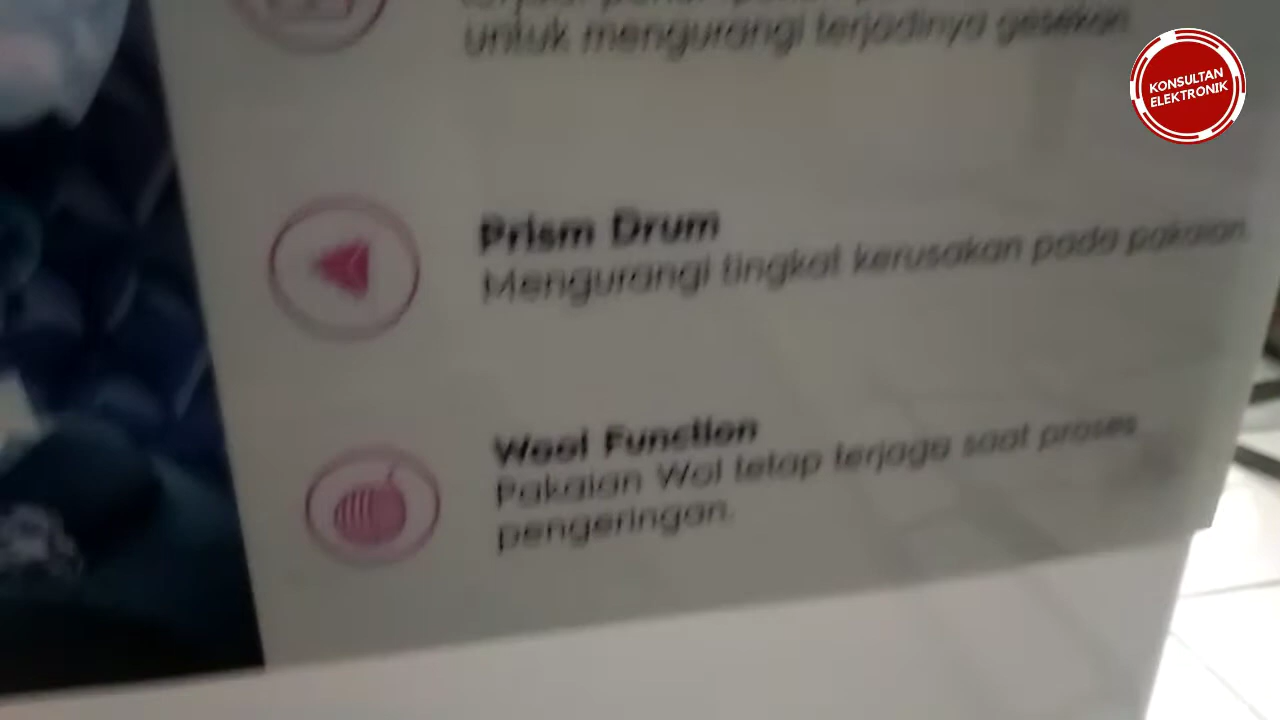 untuk mengurangi terjadinya gesekan
KONSULTAN
ELEKTRONIK
Prism Drum
Mengurangi tingkat kerusakan pada pakaian.
Wool Function
Pakaian Wol tetap terjaga saat proses
pengeringan.